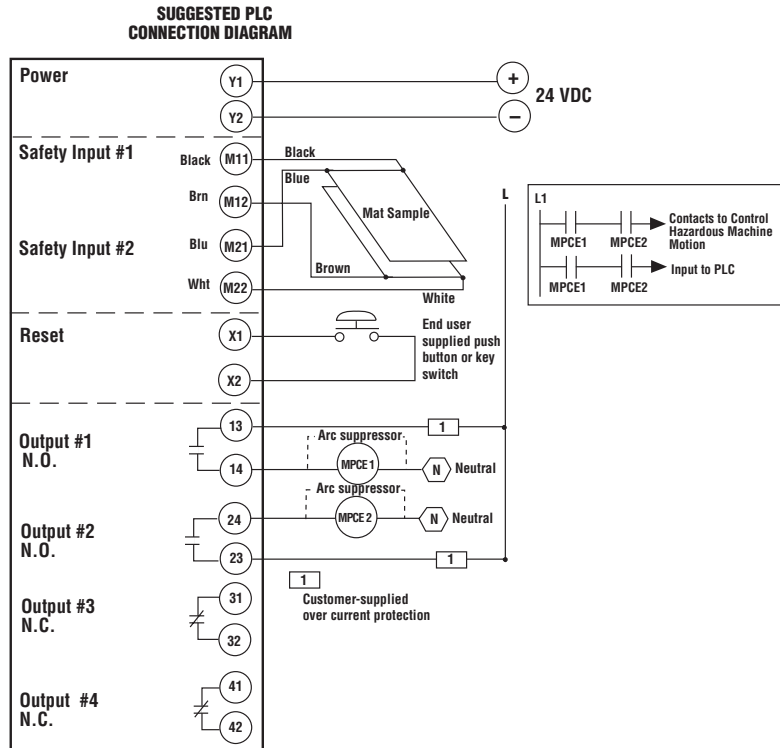 SUGGESTED PLC
CONNECTION DIAGRAM
Power
Y1
+
24 VDC
Y2
−
Safety Input #1
Black
M11
Black
Blue
Brn
M12
Mat Sample
Safety Input #2
Blu
M21
Brown
Wht
M22
White
L
L1
MPCE1
MPCE2
Contacts to Control
Hazardous Machine
Motion
MPCE1
MPCE2
Input to PLC
Reset
X1
X2
End user
supplied push
button or key
switch
Output #1
N.O.
13
1
Arc suppressor
14
MPCE 1
N
Neutral
Arc suppressor
Output #2
N.O.
24
MPCE 2
N
Neutral
23
1
1
Customer-supplied
over current protection
Output #3
N.C.
31
32
Output #4
N.C.
41
42